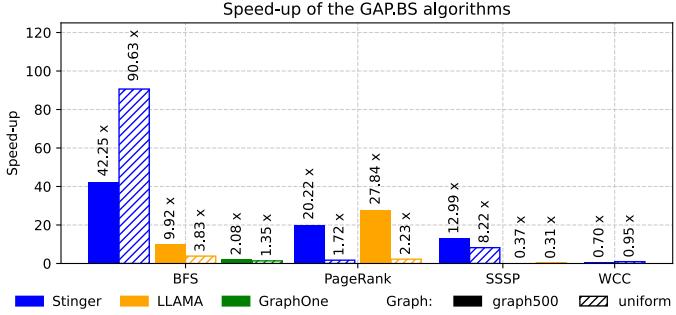 Speed-up of the GAP.BS algorithms
Speed-up
120
100
80
60
40
20
0
42.25 x
90.63 x
9.92 x
3.83 x
2.08 x
1.35 x
20.22 x
1.72 x
27.84 x
2.23 x
12.99 x
8.22 x
0.37 x
0.31 x
0.70 x
0.95 x
BFS PageRank SSSP WCC
Stinger LLAMA GraphOne Graph: graph500 uniform